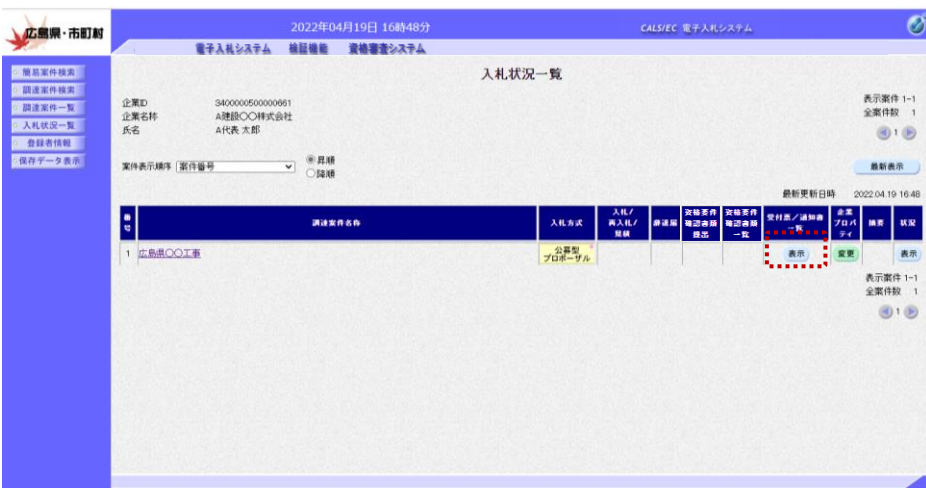 広島県・市町村
2022年04月19日 16時48分
CALS/EC 電子入札システム
電子入札システム 検証機能 資格審査システム
簡易案件検索
調達案件検索
調達案件一覧
入札状況一覧
登録者情報
保存データ表示
入札状況一覧
企業ID 3400000500000661
企業名称 A建設〇〇株式会社
氏名 A代表 太郎
表示案件 1-1
全案件数 1
1
案件表示順序 案件番号
昇順
降順
最新表示
最新更新日時 2022.04.19 16:48
番号 調達案件名称 入札方式 入札/再入札/見積 辞退届 資格要件確認書類提出 資格要件確認書類一覧 受付票/通知書一覧 企業プロパティ 摘要 状況
1 広島県〇〇工事 公募型プロポーザル 表示 変更 表示
表示案件 1-1
全案件数 1
1